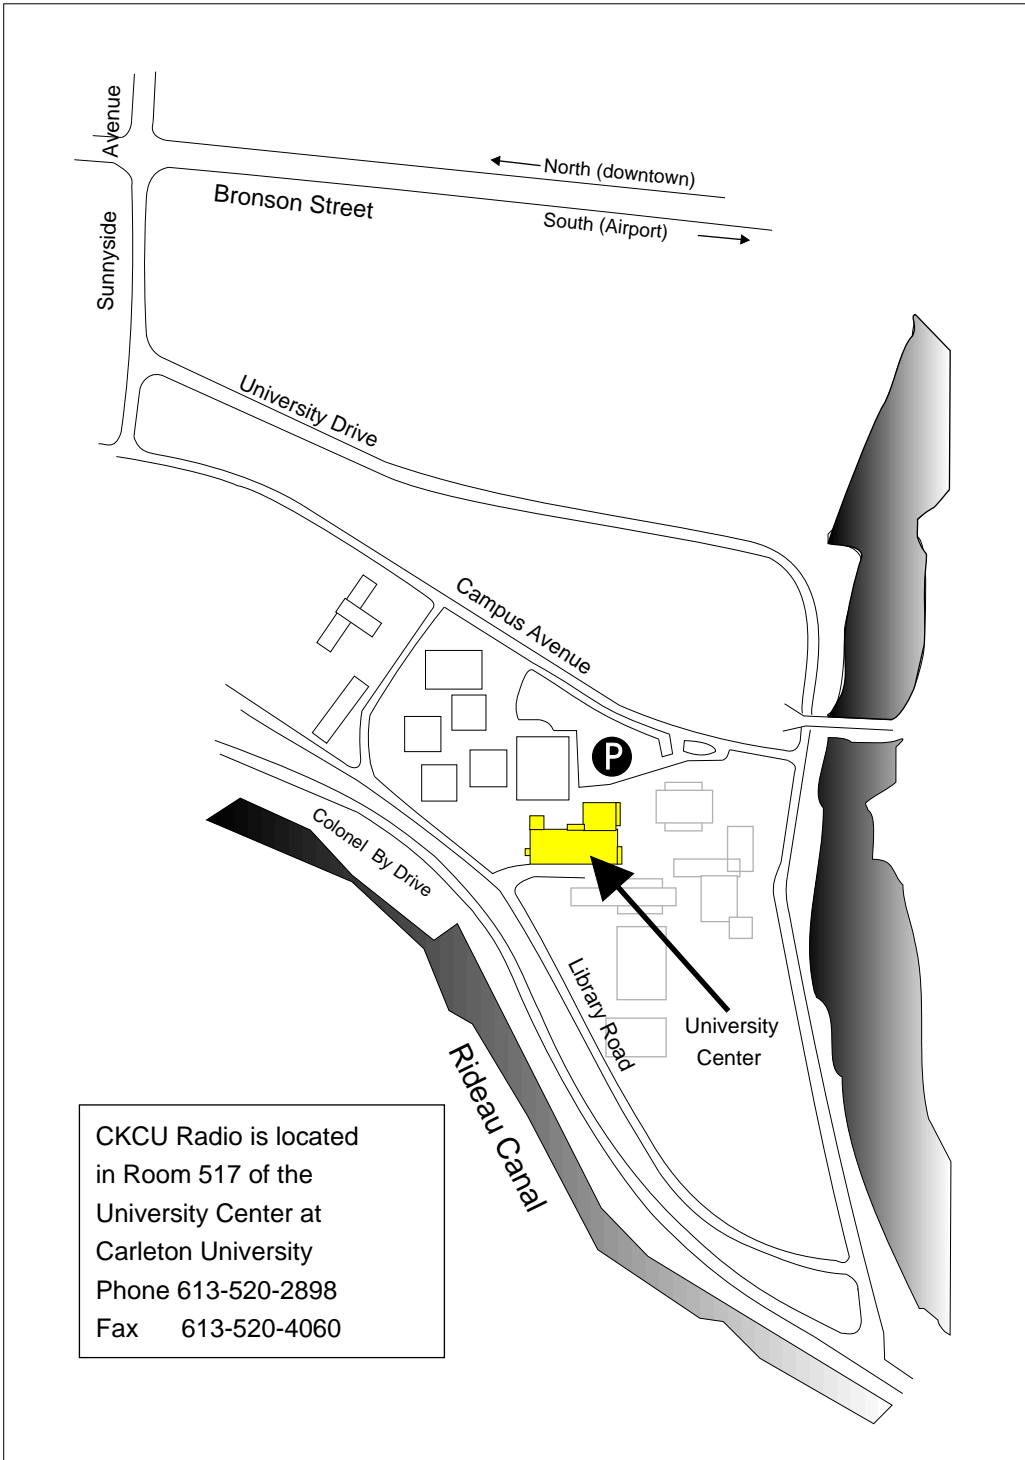 Sunnyside Avenue
North (downtown)
Bronson Street
South (Airport)
University Drive
Campus Avenue
P
Colonel By Drive
Library Road
University
Center
Rideau Canal
CKCU Radio is located
in Room 517 of the
University Center at
Carleton University
Phone 613-520-2898
Fax 613-520-4060